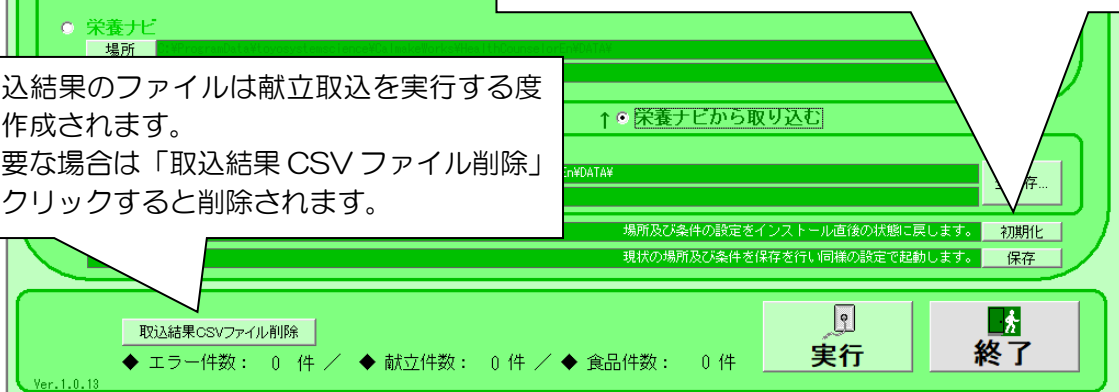 栄養ナビ
場所 C:¥ProgramData¥toyosystemscience¥CalmakeWorks¥HealthCounselorEn¥DATA¥
込結果のファイルは献立取込を実行する度
作成されます。
要な場合は「取込結果 CSV ファイル削除」
クリックすると削除されます。
↑ 栄養ナビから取り込む
En¥DATA¥
存...
場所及び条件の設定をインストール直後の状態に戻します。 初期化
現状の場所及び条件を保存を行い同様の設定で起動します。 保存
取込結果CSVファイル削除
◆ エラー件数： 0 件 ／ ◆ 献立件数： 0 件 ／ ◆ 食品件数： 0 件
実行
終了
Ver.1.0.13